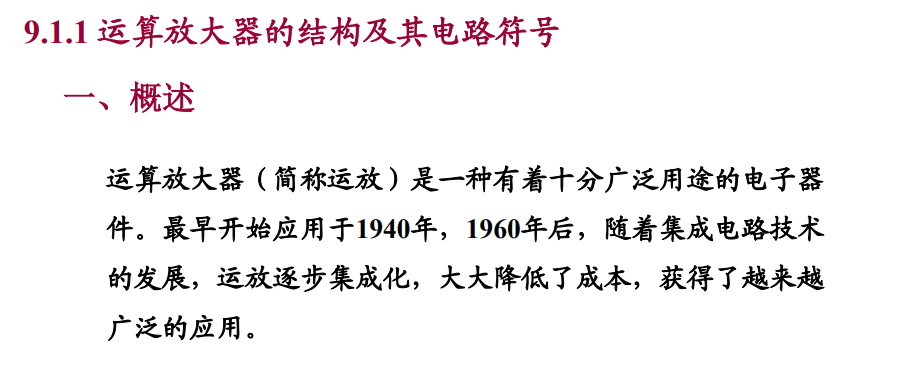 9.1.1 运算放大器的结构及其电路符号
一、概述
运算放大器（简称运放）是一种有着十分广泛用途的电子器
件。最早开始应用于1940年，1960年后，随着集成电路技术
的发展，运放逐步集成化，大大降低了成本，获得了越来越
广泛的应用。